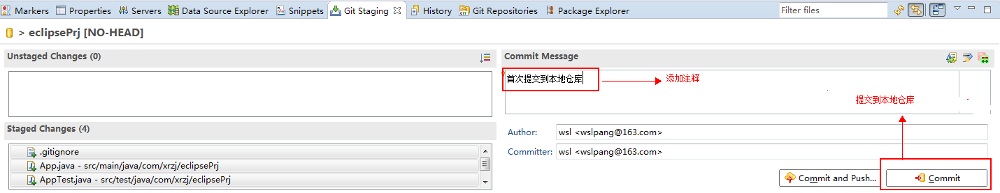 Markers Properties Servers Data Source Explorer Snippets Git Staging History Git Repositories Package Explorer Filter files
> eclipsePrj [NO-HEAD]
Unstaged Changes (0)
Commit Message
首次提交到本地仓库
添加注释
提交到本地仓库
Staged Changes (4)
.gitignore
App.java - src/main/java/com/xrzj/eclipsePrj
AppTest.java - src/test/java/com/xrzj/eclipsePrj
Author: wsl <wslpang@163.com>
Committer: wsl <wslpang@163.com>
Commit and Push...
Commit